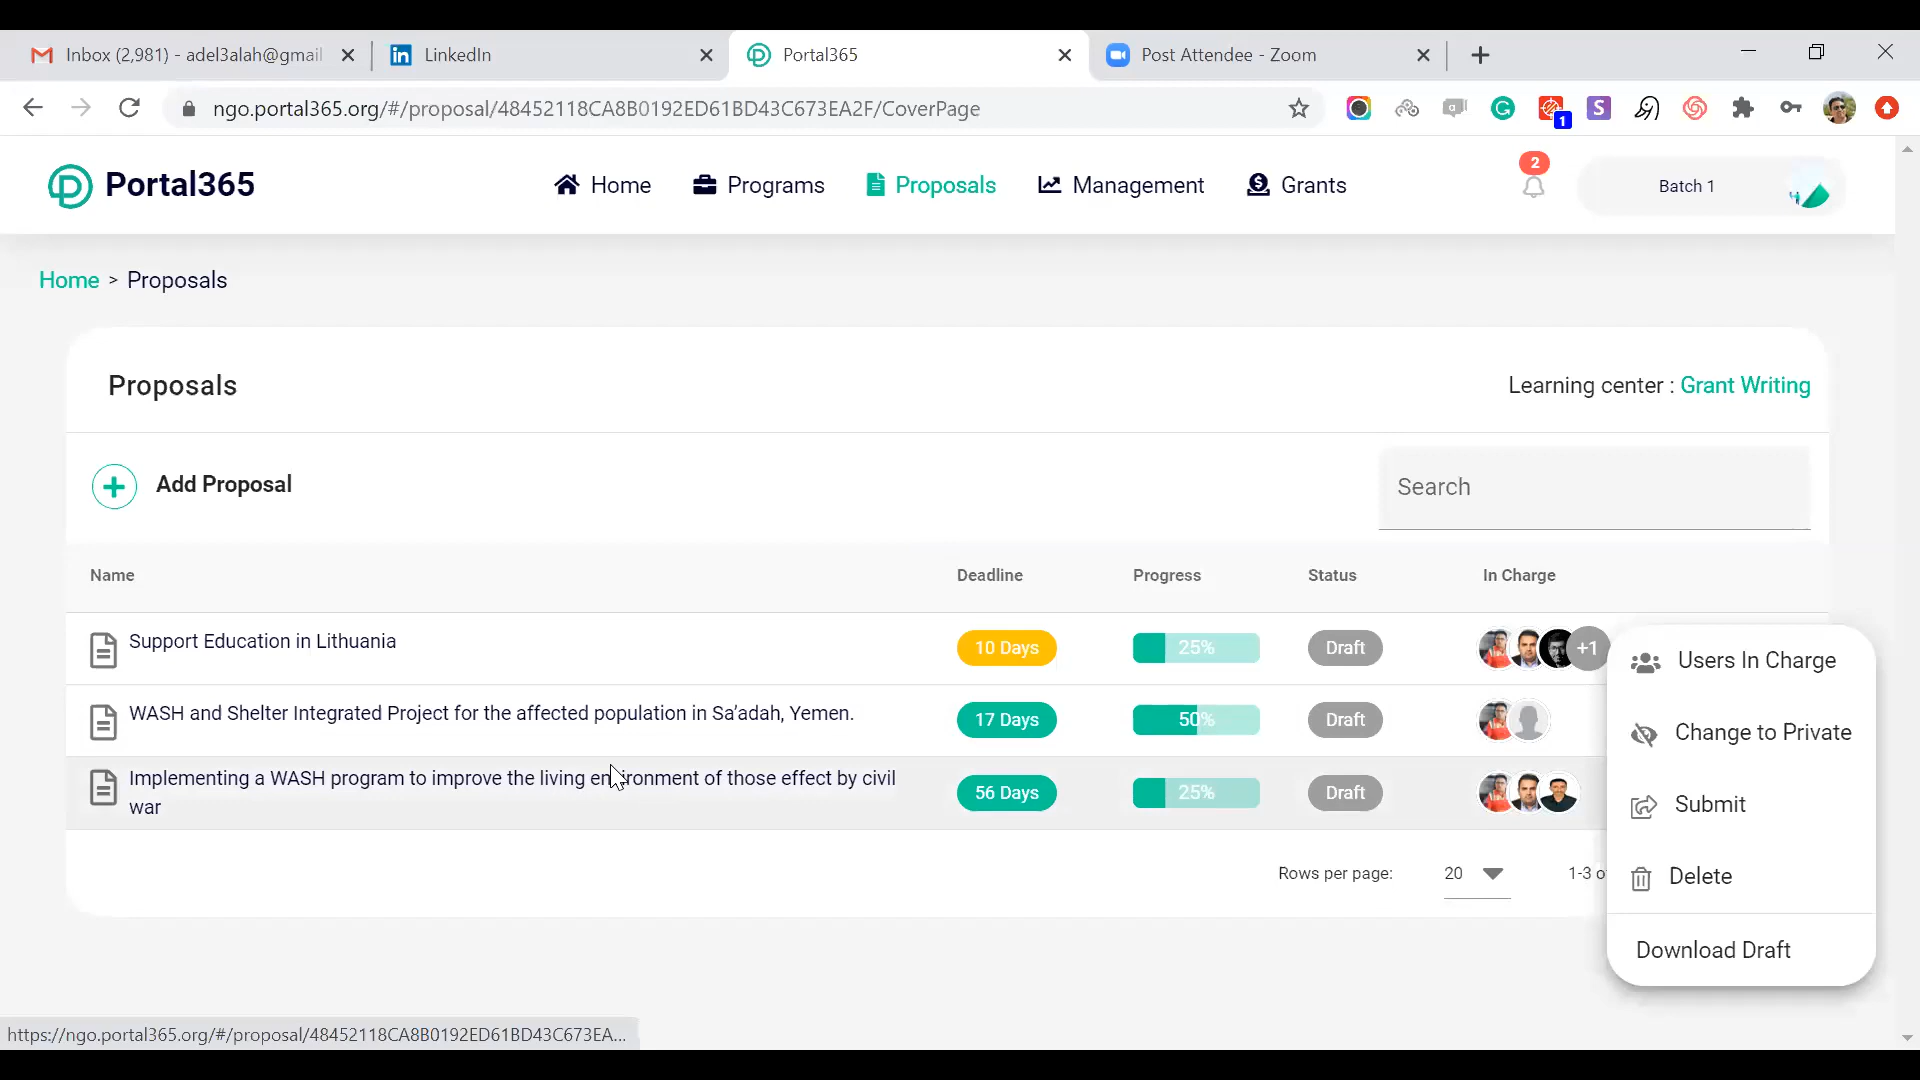 Inbox (2,981) - adel3alah@gmail
LinkedIn
Portal365
Post Attendee - Zoom
ngo.portal365.org/#/proposal/48452118CA8B0192ED61BD43C673EA2F/CoverPage
1
Portal365
Home
Programs
Proposals
Management
Grants
2
Batch 1
Home > Proposals
Proposals
Learning center : Grant Writing
Add Proposal
Search
Name
Deadline
Progress
Status
In Charge
Support Education in Lithuania
10 Days
25%
Draft
+1
WASH and Shelter Integrated Project for the affected population in Sa’adah, Yemen.
17 Days
50%
Draft
Implementing a WASH program to improve the living environment of those effect by civil
war
56 Days
25%
Draft
Users In Charge
Change to Private
Submit
Delete
Download Draft
Rows per page:
20
1-3 o
https://ngo.portal365.org/#/proposal/48452118CA8B0192ED61BD43C673EA...